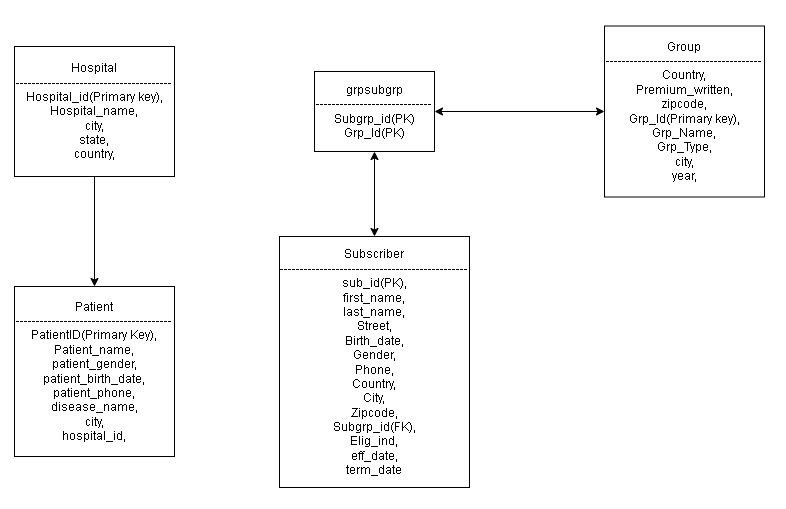 Hospital
Hospital_id(Primary key),
Hospital_name,
city,
state,
country,
Patient
PatientID(Primary Key),
Patient_name,
patient_gender,
patient_birth_date,
patient_phone,
disease_name,
city,
hospital_id,
grpsubgrp
Subgrp_id(PK)
Grp_Id(PK)
Subscriber
sub_id(PK),
first_name,
last_name,
Street,
Birth_date,
Gender,
Phone,
Country,
City,
Zipcode,
Subgrp_id(FK),
Elig_ind,
eff_date,
term_date
Group
Country,
Premium_written,
zipcode,
Grp_Id(Primary key),
Grp_Name,
Grp_Type,
city,
year,